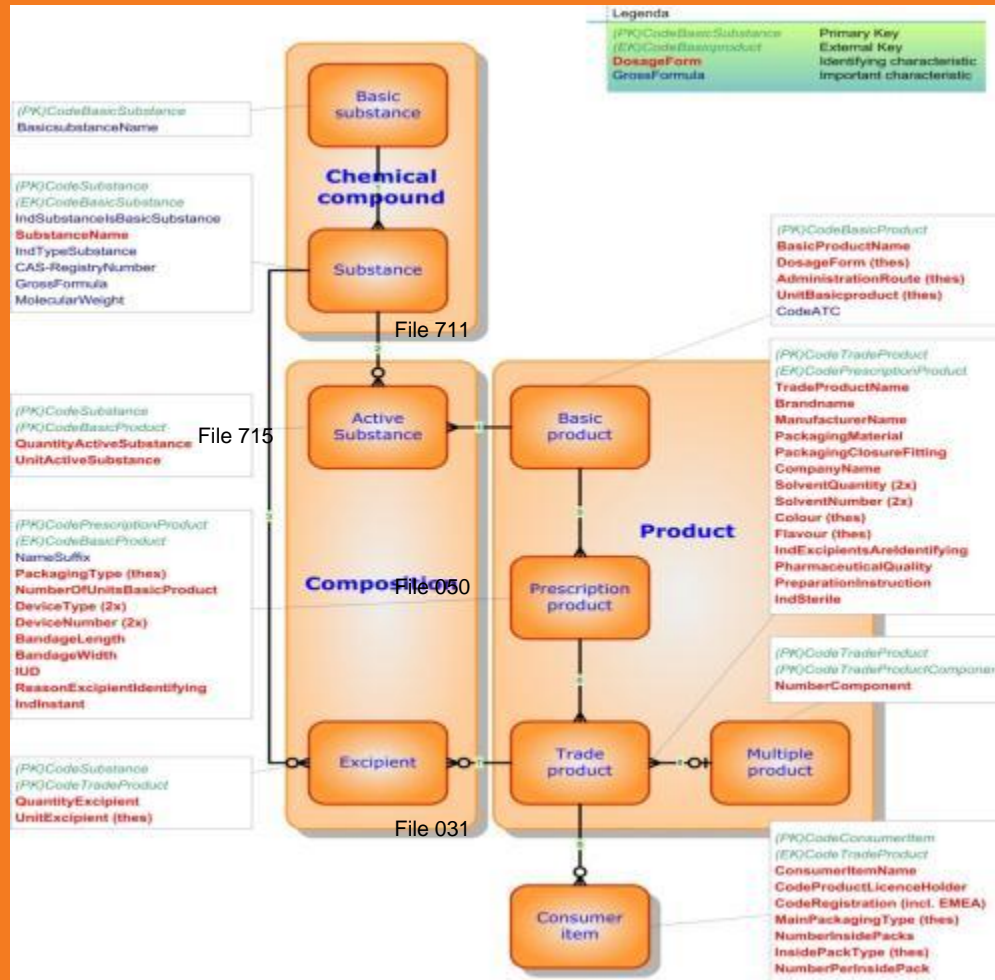 Legenda
(PK)CodeBasicSubstance Primary Key
(EK)CodeBasicproduct External Key
DosageForm Identifying characteristic
GrossFormula Important characteristic
Basic
substance
(PK)CodeBasicSubstance
BasicsubstanceName
Chemical
compound
(PK)CodeSubstance
(EK)CodeBasicSubstance
IndSubstanceIsBasicSubstance
SubstanceName
IndTypeSubstance
CAS-RegistryNumber
GrossFormula
MolecularWeight
Substance
File 711
(PK)CodeBasicProduct
BasicProductName
DosageForm (thes)
AdministrationRoute (thes)
UnitBasicproduct (thes)
CodeATC
(PK)CodeSubstance
(PK)CodeBasicProduct
QuantityActiveSubstance
UnitActiveSubstance
File 715
Active
Substance
Basic
product
Product
(PK)CodeTradeProduct
(EK)CodePrescriptionProduct
TradeProductName
Brandname
ManufacturerName
PackagingMaterial
PackagingClosureFitting
CompanyName
SolventQuantity (2x)
SolventNumber (2x)
Colour (thes)
Flavour (thes)
IndExcipientsAreIdentifying
PharmaceuticalQuality
PreparationInstruction
IndSterile
(PK)CodePrescriptionProduct
(EK)CodeBasicProduct
NameSuffix
PackagingType (thes)
NumberOfUnitsBasicProduct
DeviceType (2x)
DeviceNumber (2x)
BandageLength
BandageWidth
IUD
ReasonExcipientIdentifying
IndInstant
Composition
File 050
Prescription
product
(PK)CodeTradeProduct
(PK)CodeTradeProductComponen
NumberComponent
(PK)CodeSubstance
(PK)CodeTradeProduct
QuantityExcipient
UnitExcipient (thes)
Excipient
Trade
product
Multiple
product
File 031
(PK)CodeConsumerItem
(EK)CodeTradeProduct
ConsumerItemName
CodeProductLicenceHolder
CodeRegistration (incl. EMEA)
MainPackagingType (thes)
NumberInsidePacks
InsidePackType (thes)
NumberPerInsidePack
Consumer
item